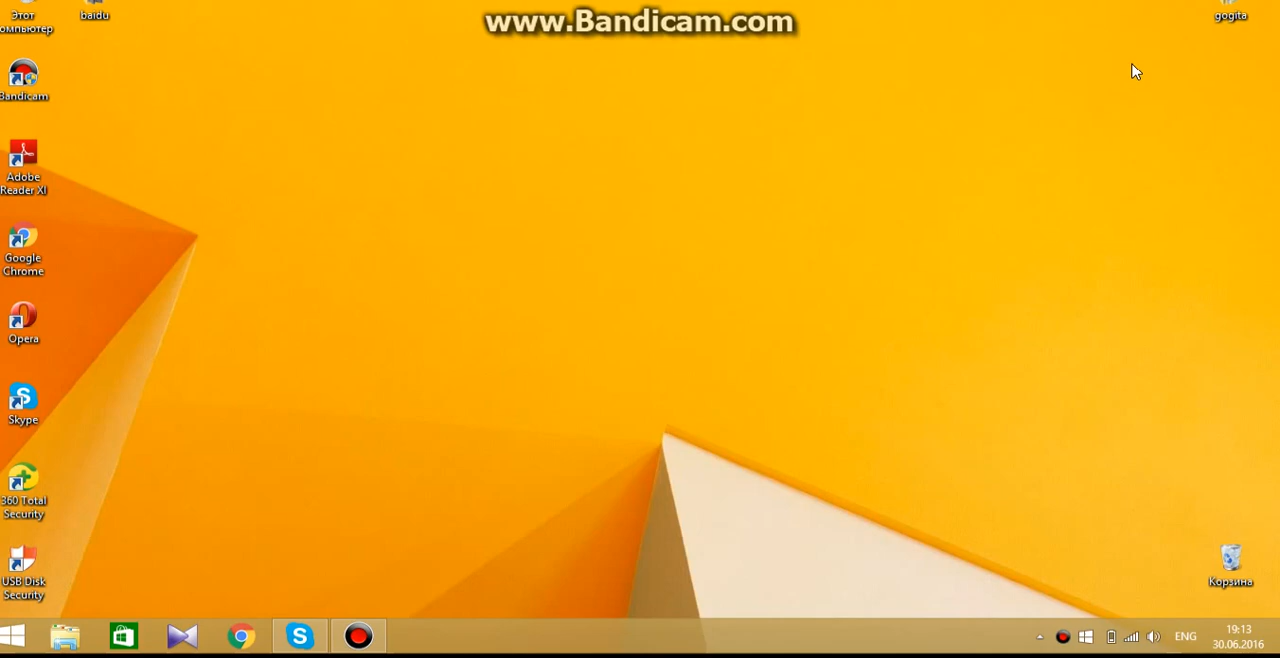 www.Bandicam.com
Этот
омпьютер
baidu
gogita
Bandicam
Adobe
Reader XI
Google
Chrome
Opera
Skype
360 Total
Security
USB Disk
Security
Корзина
ENG
19:13
30.06.2016